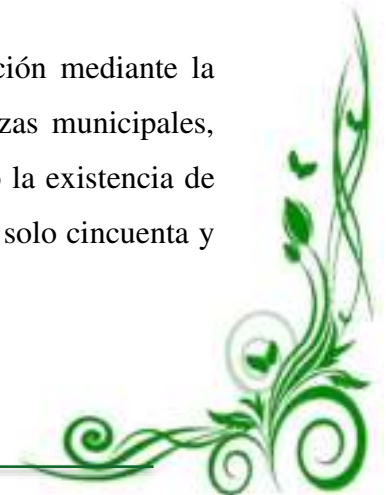 ción mediante la
zas municipales,
la existencia de
solo cincuenta y